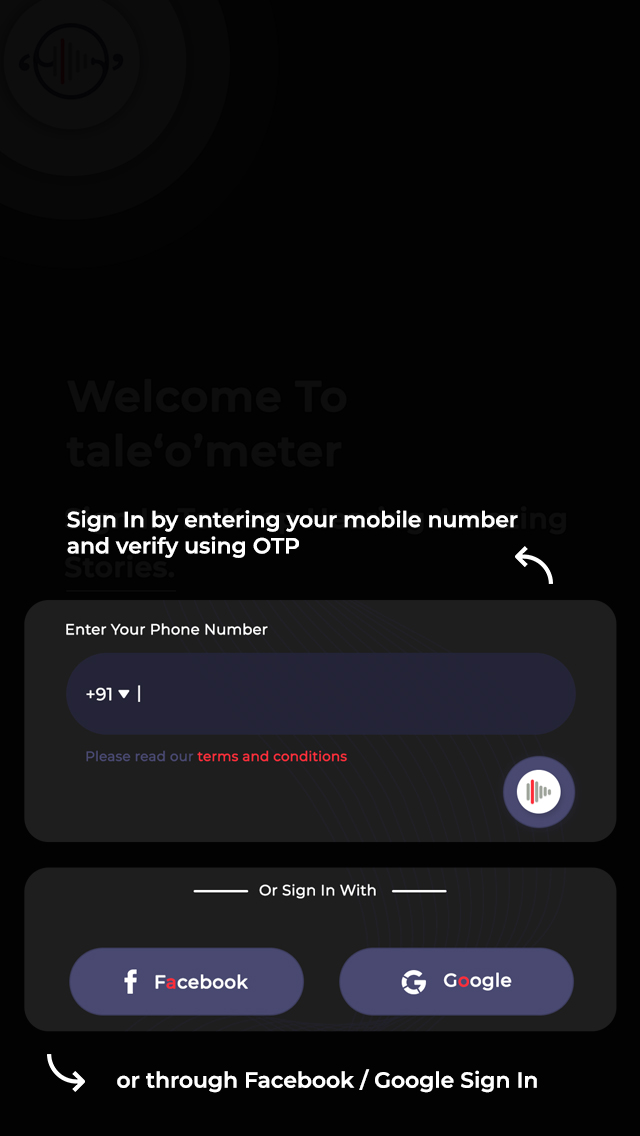 Welcome To
tale‘o’meter
Sign In by entering your mobile number
and verify using OTP
Stories.
Enter Your Phone Number
+91
Please read our terms and conditions
Or Sign In With
Facebook
Google
or through Facebook / Google Sign In